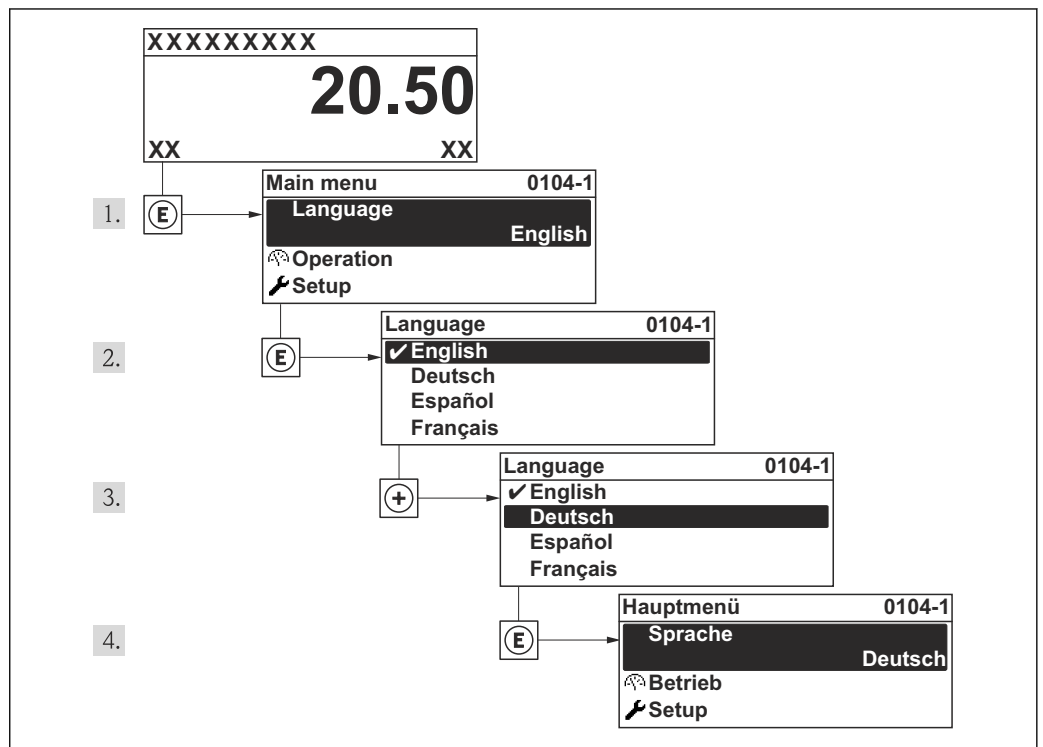 XXXXXXXXX
20.50
XX XX
1. E
Main menu 0104-1
Language
English
Operation
Setup
2. E
Language 0104-1
✔ English
Deutsch
Español
Français
3. +
Language 0104-1
✔ English
Deutsch
Español
Français
4. E
Hauptmenü 0104-1
Sprache
Deutsch
Betrieb
Setup